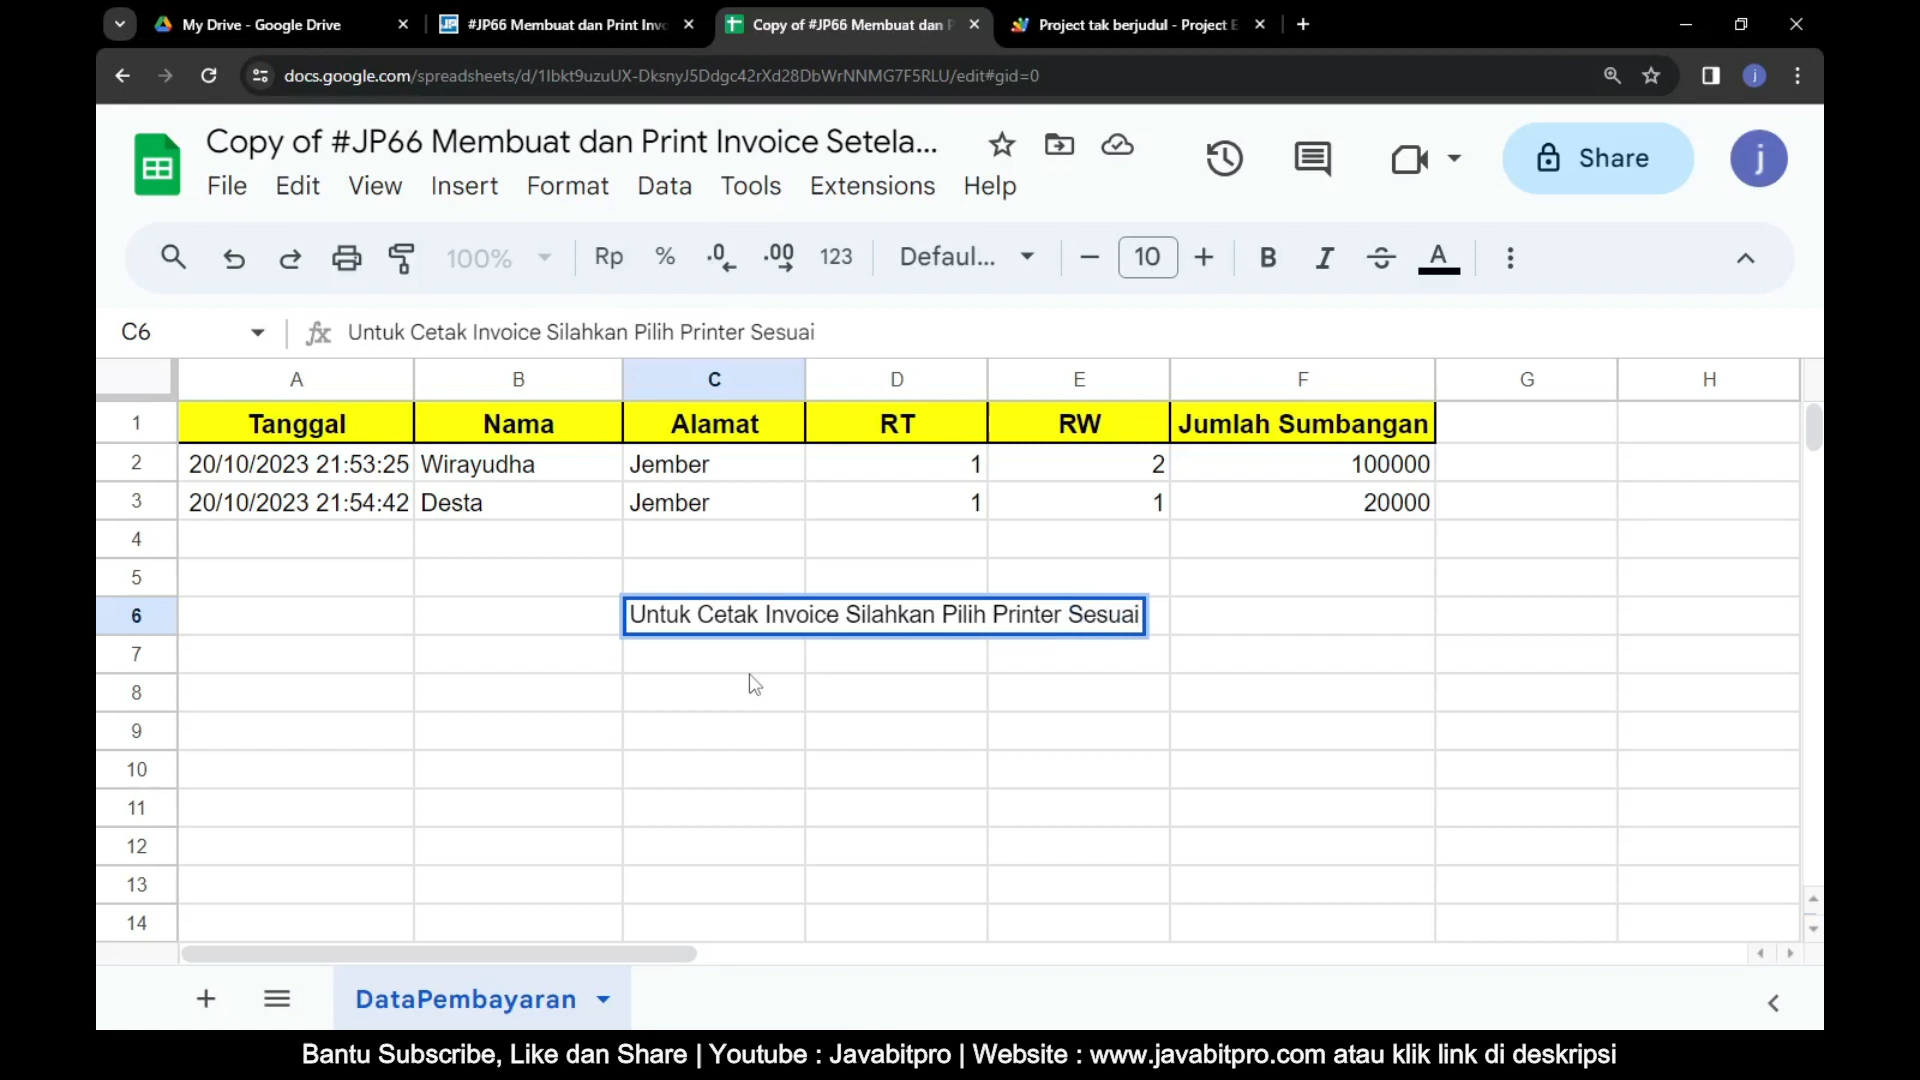 My Drive - Google Drive
#JP66 Membuat dan Print Inv
Copy of #JP66 Membuat dan P
Project tak berjudul - Project E
docs.google.com/spreadsheets/d/1Ibkt9uzuUX-DksnyJ5Ddgc42rXd28DbWrNNMG7F5RLU/edit#gid=0
j
Copy of #JP66 Membuat dan Print Invoice Setela...
File Edit View Insert Format Data Tools Extensions Help
Share
j
100% Rp % .0 .00 123 Defaul... 10 B I S A
C6 fx Untuk Cetak Invoice Silahkan Pilih Printer Sesuai
A B C D E F G H
1 Tanggal Nama Alamat RT RW Jumlah Sumbangan
2 20/10/2023 21:53:25 Wirayudha Jember 1 2 100000
3 20/10/2023 21:54:42 Desta Jember 1 1 20000
4
5
6 Untuk Cetak Invoice Silahkan Pilih Printer Sesuai
7
8
9
10
11
12
13
14
DataPembayaran
Bantu Subscribe, Like dan Share | Youtube : Javabitpro | Website : www.javabitpro.com atau klik link di deskripsi